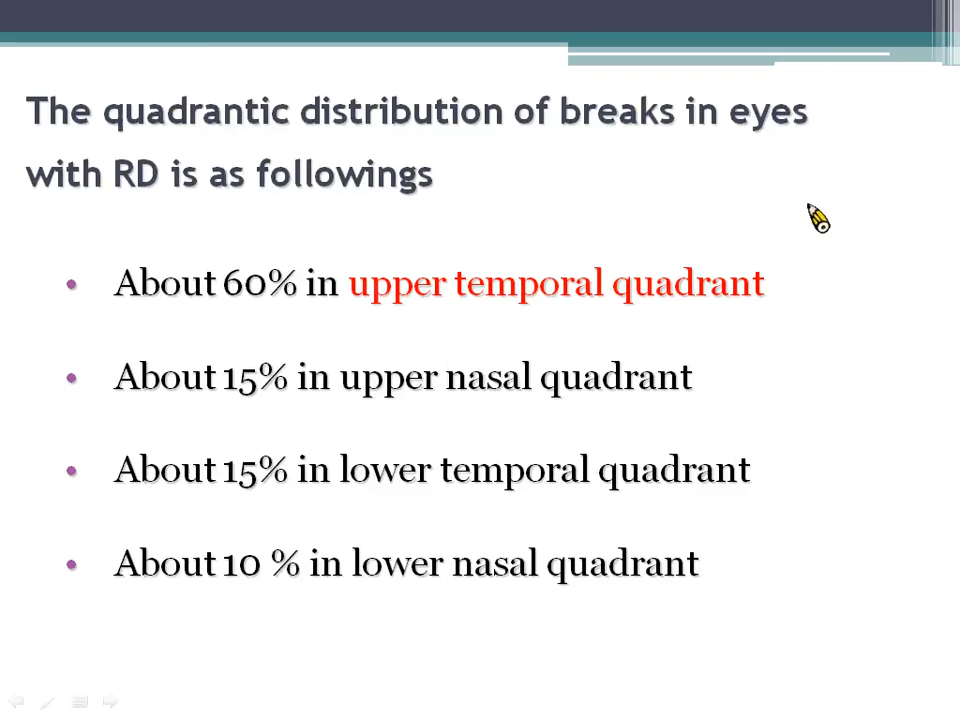 The quadrantic distribution of breaks in eyes
with RD is as followings
• About 60% in upper temporal quadrant
• About 15% in upper nasal quadrant
• About 15% in lower temporal quadrant
• About 10 % in lower nasal quadrant